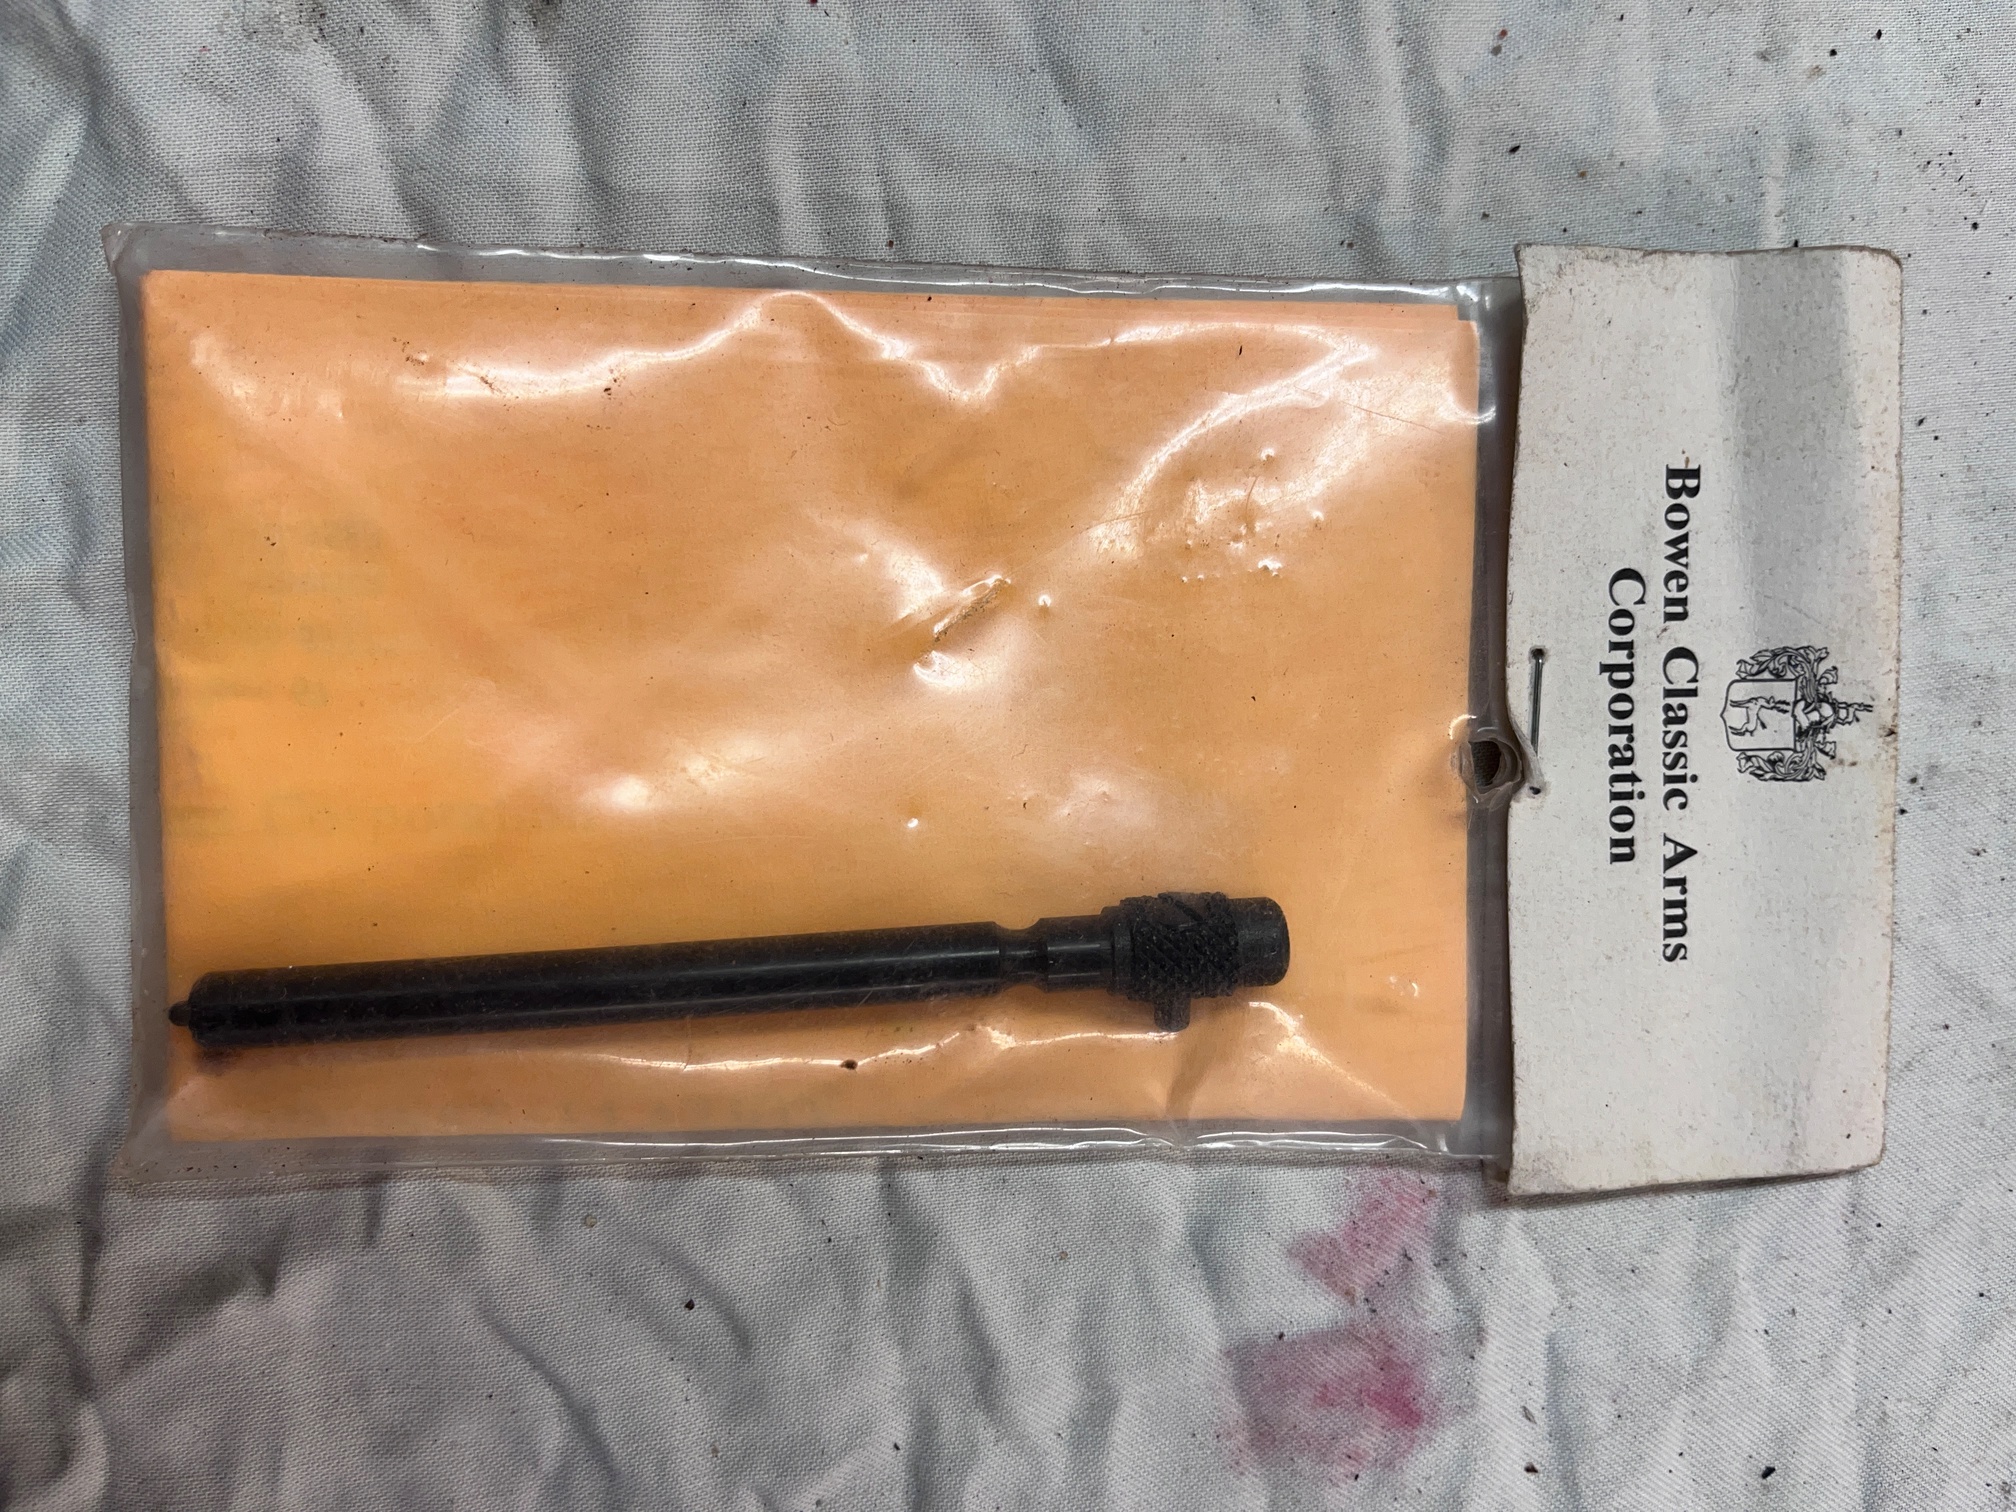 Bowen Classic Arms
Corporation